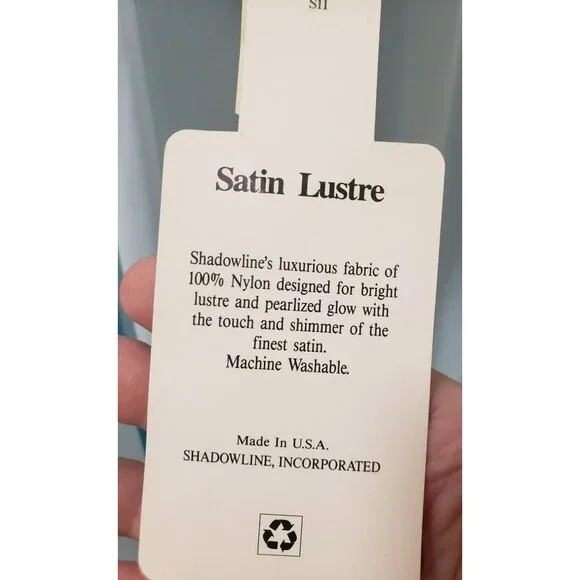 Satin Lustre
Shadowline's luxurious fabric of
100% Nylon designed for bright
lustre and pearlized glow with
the touch and shimmer of the
finest satin.
Machine Washable.
Made In U.S.A.
SHADOWLINE, INCORPORATED